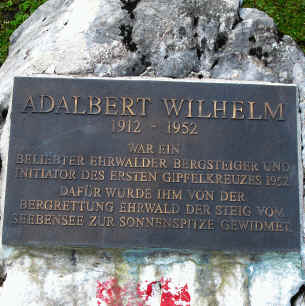 ADALBERT WILHELM
1912 - 1952
WAR EIN
BELIEBTER EHRWALDER BERGSTEIGER UND
INITIATOR DES ERSTEN GIPFELKREUZES 1952
DAFÜR WURDE IHM VON DER
BERGRETTUNG EHRWALD DER STEIG VOM
SEEBENSEE ZUR SONNENSPITZE GEWIDMET